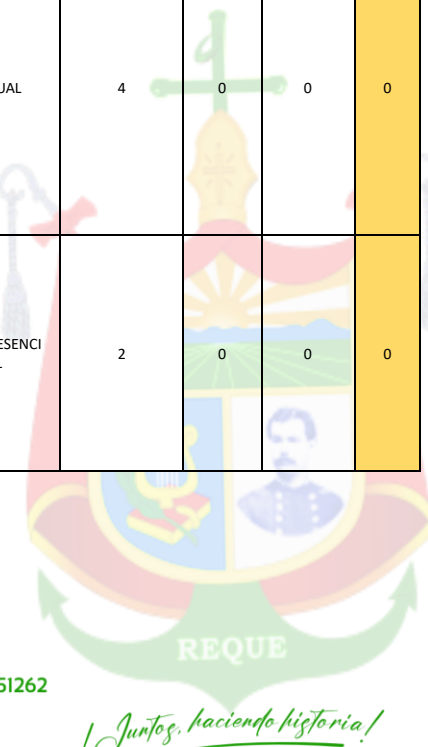 UAL 4 0 0 0
ESENCI
2 0 0 0
REQUE
51262
¡Juntos, haciendo historia!